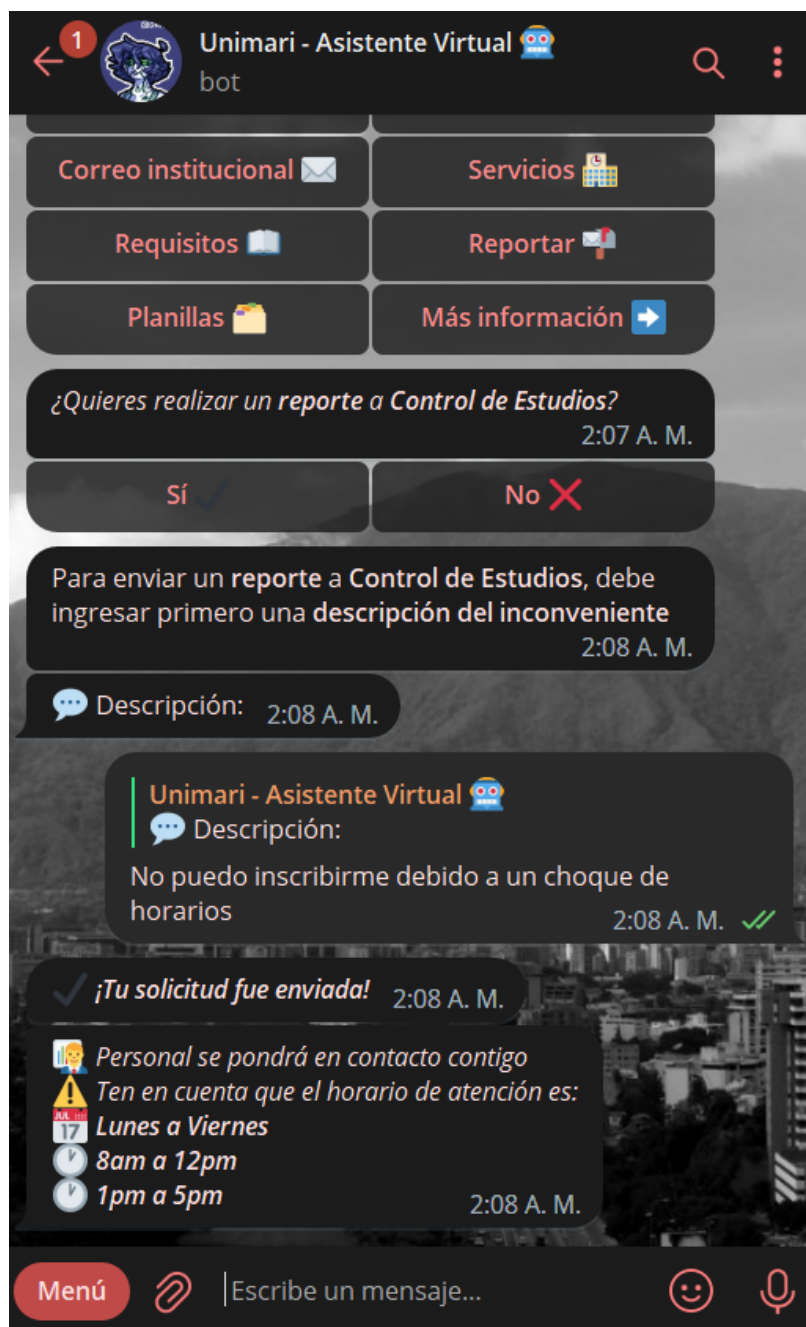 1
Unimari - Asistente Virtual 🤖
bot
Correo institucional ✉️
Servicios 🏫
Requisitos 📖
Reportar 📬
Planillas 🗂️
Más información ➡️
¿Quieres realizar un reporte a Control de Estudios?
2:07 A. M.
Sí ✔️
No ❌
Para enviar un reporte a Control de Estudios, debe
ingresar primero una descripción del inconveniente
2:08 A. M.
💬 Descripción: 2:08 A. M.
Unimari - Asistente Virtual 🤖
💬 Descripción:
No puedo inscribirme debido a un choque de
horarios
2:08 A. M.
✔️ ¡Tu solicitud fue enviada! 2:08 A. M.
Personal se pondrá en contacto contigo
⚠️ Ten en cuenta que el horario de atención es:
JUL 17 Lunes a Viernes
8am a 12pm
1pm a 5pm
2:08 A. M.
Menú
Escribe un mensaje...